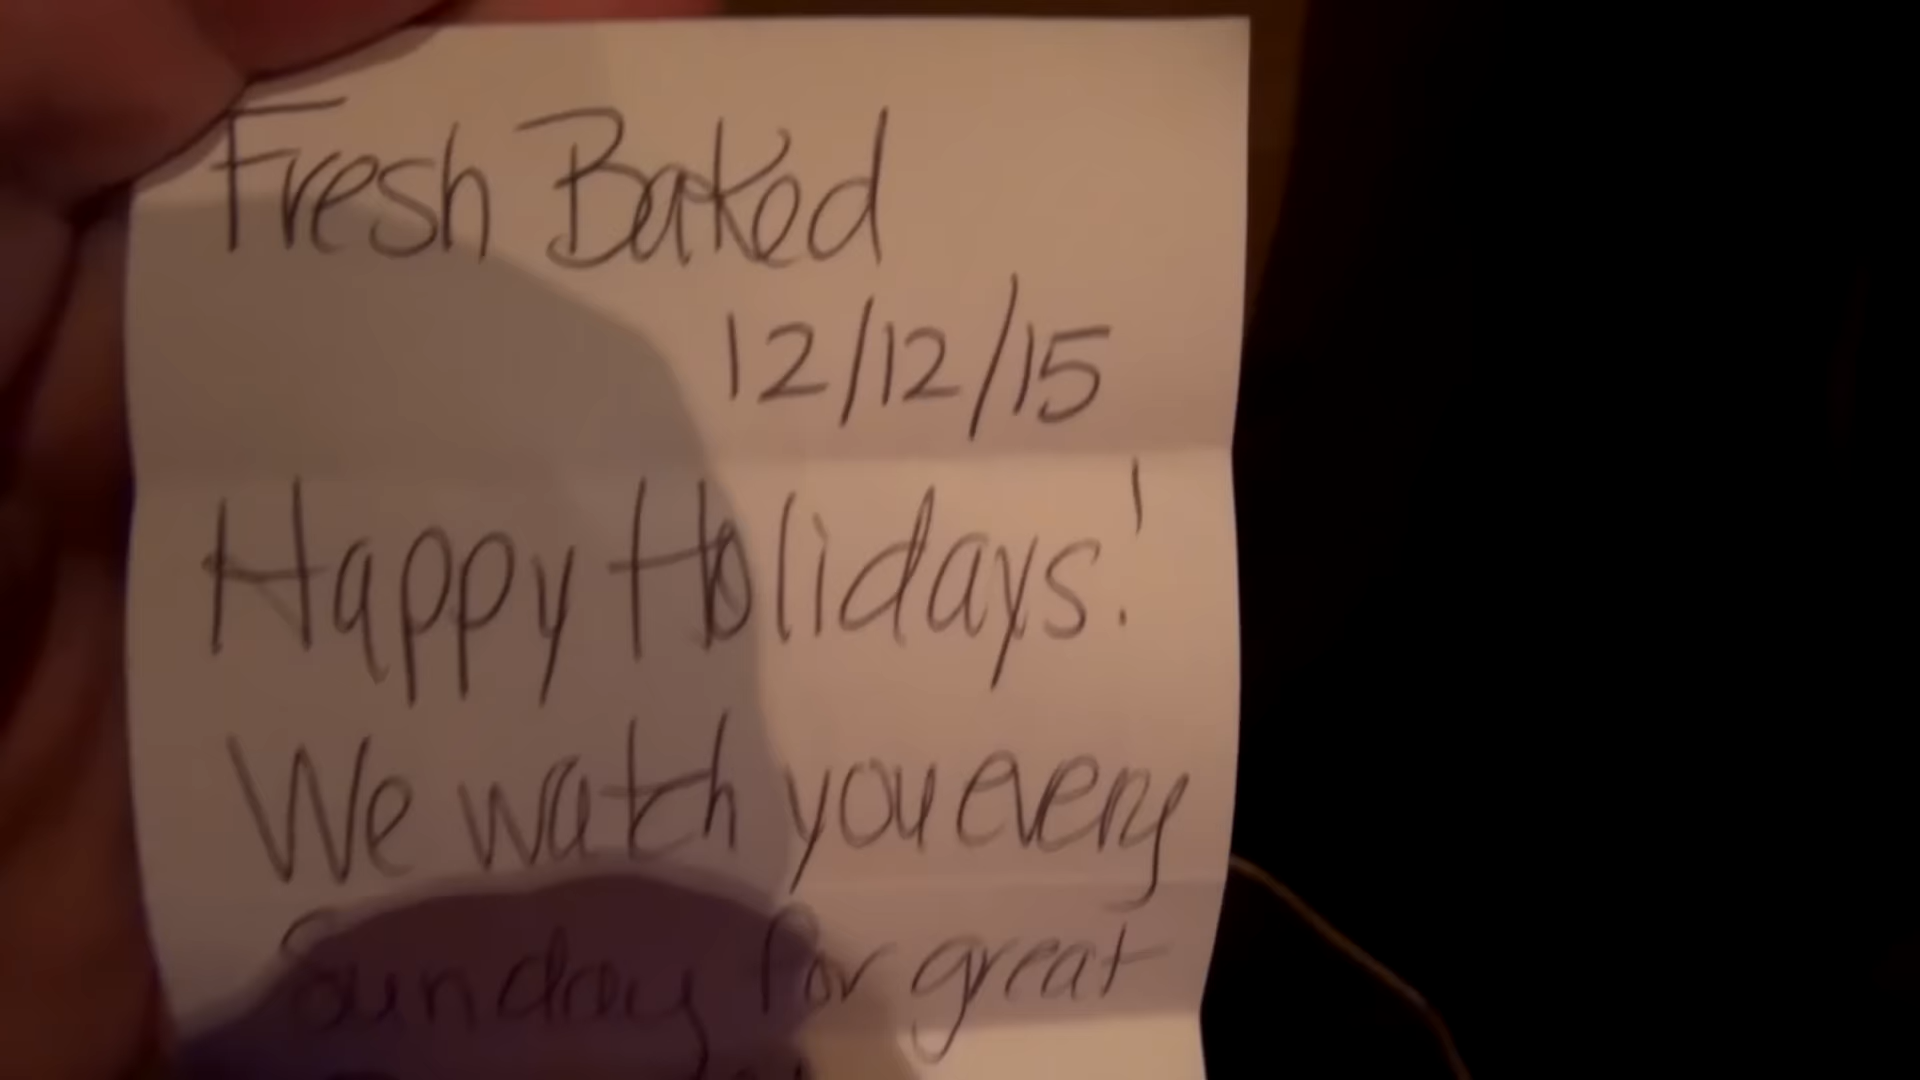 Fresh Baked
12/12/15
Happy Holidays!
We watch you every
Sunday for great